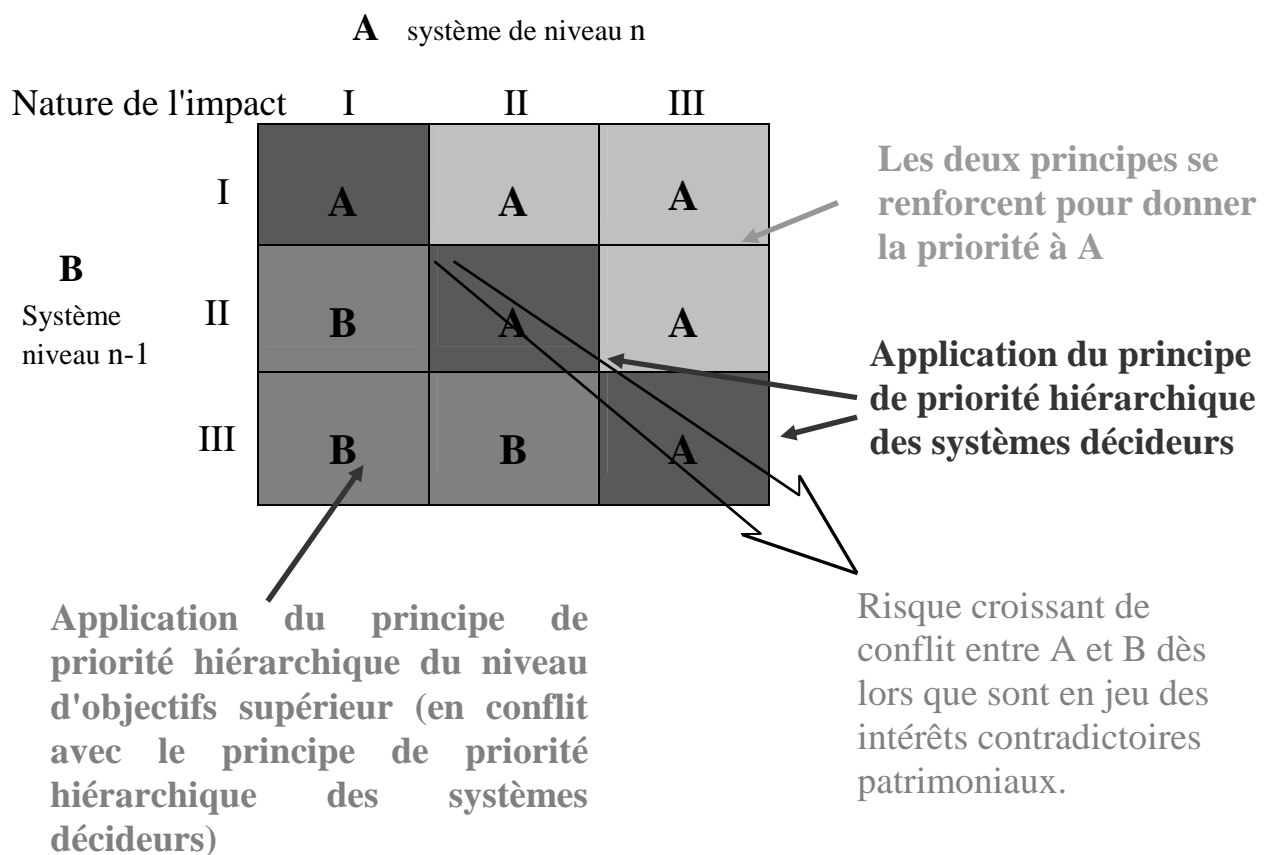 A système de niveau n
Nature de l'impact I II III
I A A A
Les deux principes se
renforcent pour donner
la priorité à A
B
Système
niveau n-1
II B A A
Application du principe
de priorité hiérarchique
des systèmes décideurs
III B B A
Application du principe de
priorité hiérarchique du niveau
d'objectifs supérieur (en conflit
avec le principe de priorité
hiérarchique des systèmes
décideurs)
Risque croissant de
conflit entre A et B dès
lors que sont en jeu des
intérêts contradictoires
patrimoniaux.